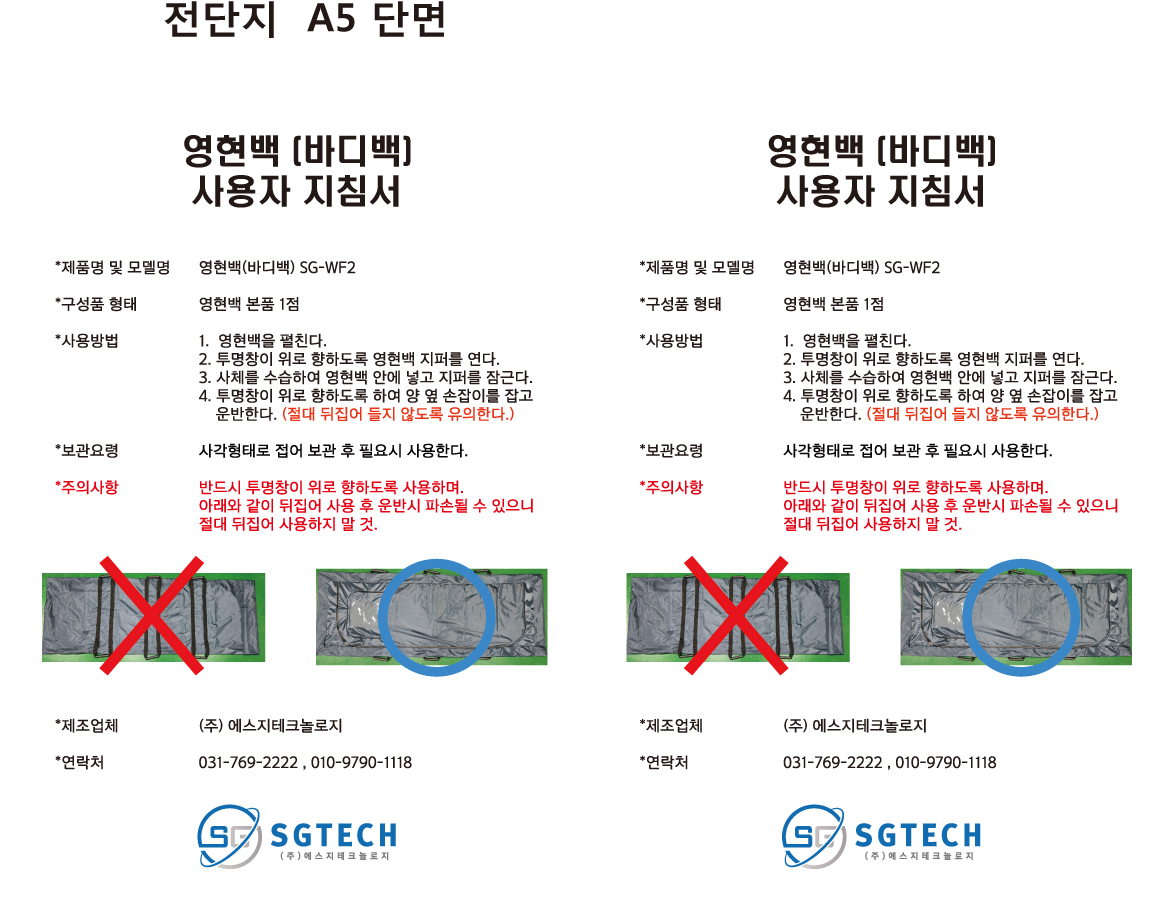 전단지 A5 단면
영현백 (바디백)
사용자 지침서
*제품명 및 모델명 영현백(바디백) SG-WF2
*구성품 형태 영현백 본품 1점
*사용방법 1. 영현백을 펼친다.
2. 투명창이 위로 향하도록 영현백 지퍼를 연다.
3. 사체를 수습하여 영현백 안에 넣고 지퍼를 잠근다.
4. 투명창이 위로 향하도록 하여 양 옆 손잡이를 잡고
운반한다. (절대 뒤집어 들지 않도록 유의한다.)
*보관요령 사각형태로 접어 보관 후 필요시 사용한다.
*주의사항 반드시 투명창이 위로 향하도록 사용하며.
아래와 같이 뒤집어 사용 후 운반시 파손될 수 있으니
절대 뒤집어 사용하지 말 것.
*제조업체 (주) 에스지테크놀로지
*연락처 031-769-2222 , 010-9790-1118
SG SGTECH
(주)에스지테크놀로지
영현백 (바디백)
사용자 지침서
*제품명 및 모델명 영현백(바디백) SG-WF2
*구성품 형태 영현백 본품 1점
*사용방법 1. 영현백을 펼친다.
2. 투명창이 위로 향하도록 영현백 지퍼를 연다.
3. 사체를 수습하여 영현백 안에 넣고 지퍼를 잠근다.
4. 투명창이 위로 향하도록 하여 양 옆 손잡이를 잡고
운반한다. (절대 뒤집어 들지 않도록 유의한다.)
*보관요령 사각형태로 접어 보관 후 필요시 사용한다.
*주의사항 반드시 투명창이 위로 향하도록 사용하며.
아래와 같이 뒤집어 사용 후 운반시 파손될 수 있으니
절대 뒤집어 사용하지 말 것.
*제조업체 (주) 에스지테크놀로지
*연락처 031-769-2222 , 010-9790-1118
SG SGTECH
(주)에스지테크놀로지